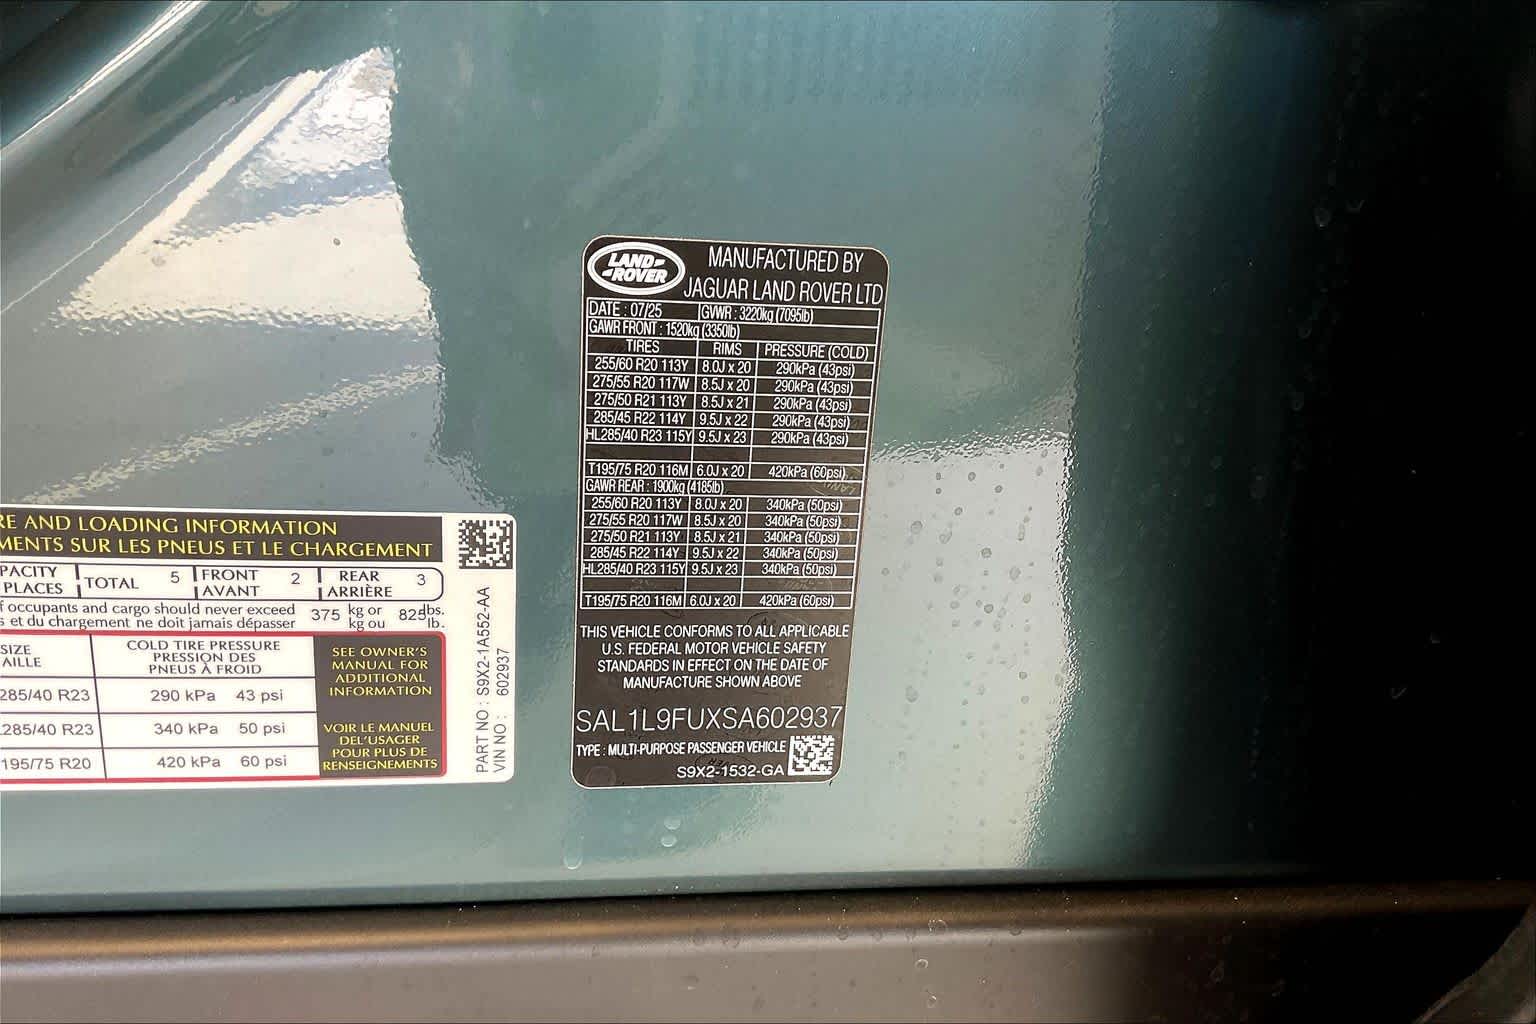 RE AND LOADING INFORMATION
MENTS SUR LES PNEUS ET LE CHARGEMENT
PACITY TOTAL 5 FRONT 2 REAR 3
PLACES AVANT ARRIÈRE
f occupants and cargo should never exceed 375 kg or 825 lbs.
s et du chargement ne doit jamais dépasser kg ou lb.
SIZE COLD TIRE PRESSURE
AILLE PRESSION DES
PNEUS À FROID
285/40 R23 290 kPa 43 psi
285/40 R23 340 kPa 50 psi
195/75 R20 420 kPa 60 psi
SEE OWNER'S
MANUAL FOR
ADDITIONAL
INFORMATION
VOIR LE MANUEL
DEL'USAGER
POUR PLUS DE
RENSEIGNEMENTS
PART NO : S9X2-1A552-AA
VIN NO : 602937
LAND-
-ROVER
MANUFACTURED BY
JAGUAR LAND ROVER LTD
DATE : 07/25 GVWR : 3220kg (7095lb)
GAWR FRONT : 1520kg (3350lb)
TIRES RIMS PRESSURE (COLD)
255/60 R20 113Y 8.0J x 20 290kPa (43psi)
275/55 R20 117W 8.5J x 20 290kPa (43psi)
275/50 R21 113Y 8.5J x 21 290kPa (43psi)
285/45 R22 114Y 9.5J x 22 290kPa (43psi)
HL285/40 R23 115Y 9.5J x 23 290kPa (43psi)
T195/75 R20 116M 6.0J x 20 420kPa (60psi)
GAWR REAR : 1900kg (4185lb)
255/60 R20 113Y 8.0J x 20 340kPa (50psi)
275/55 R20 117W 8.5J x 20 340kPa (50psi)
275/50 R21 113Y 8.5J x 21 340kPa (50psi)
285/45 R22 114Y 9.5J x 22 340kPa (50psi)
HL285/40 R23 115Y 9.5J x 23 340kPa (50psi)
T195/75 R20 116M 6.0J x 20 420kPa (60psi)
THIS VEHICLE CONFORMS TO ALL APPLICABLE
U.S. FEDERAL MOTOR VEHICLE SAFETY
STANDARDS IN EFFECT ON THE DATE OF
MANUFACTURE SHOWN ABOVE
SAL1L9FUXSA602937
TYPE : MULTI-PURPOSE PASSENGER VEHICLE
S9X2-1532-GA